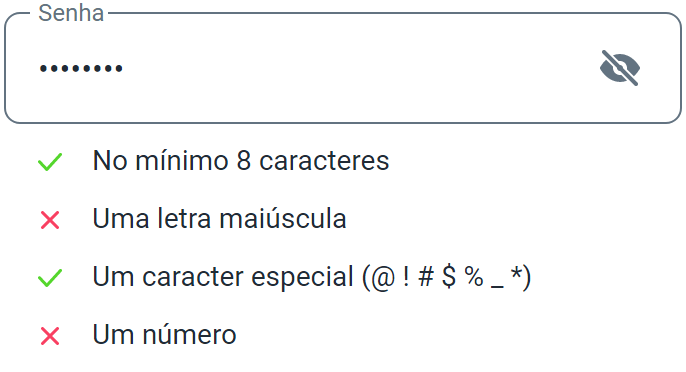 Senha
••••••••
No mínimo 8 caracteres
Uma letra maiúscula
Um caracter especial (@ ! # $ % _ *)
Um número